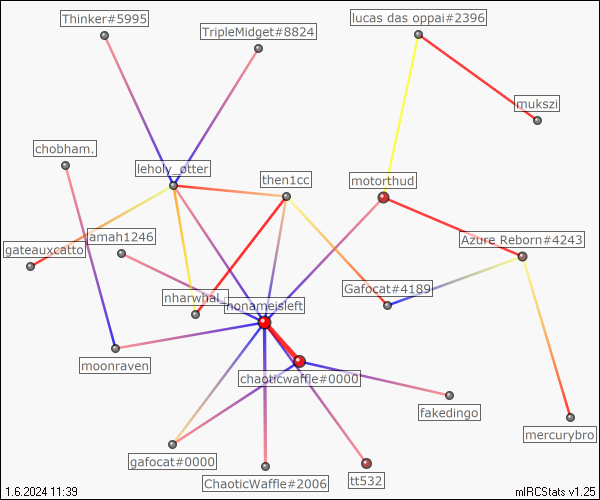 Thinker#5995
lucas das oppai#2396
TripleMidget#8824
mukszi
chobham.
leholy_otter
then1cc
motorthud
amah1246
Azure Reborn#4243
gateauxcatto
Gafocat#4189
nharwhal_
nonameisleft
moonraven
chaoticwaffle#0000
fakedingo
mercurybro
gafocat#0000
ChaoticWaffle#2006
tt532
1.6.2024 11:39
mIRCStats v1.25